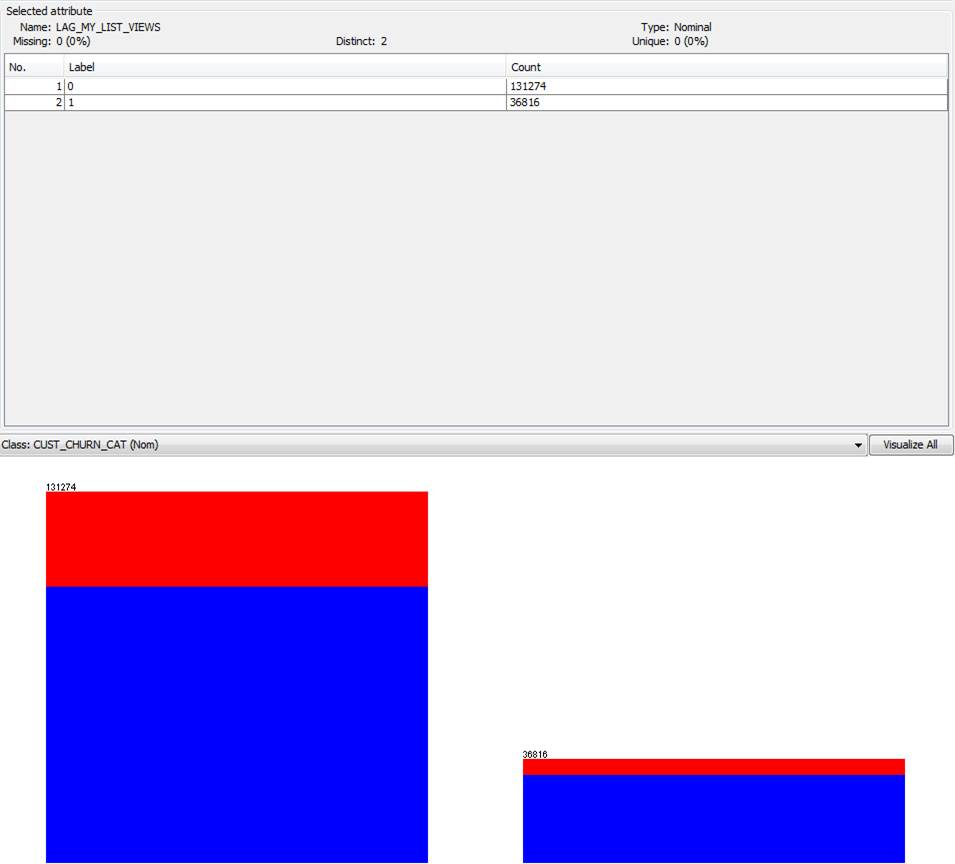 Selected attribute
Name: LAG_MY_LIST_VIEWS Type: Nominal
Missing: 0 (0%) Distinct: 2 Unique: 0 (0%)
No. Label Count
1 0 131274
2 1 36816
Class: CUST_CHURN_CAT (Nom) Visualize All
131274
36816